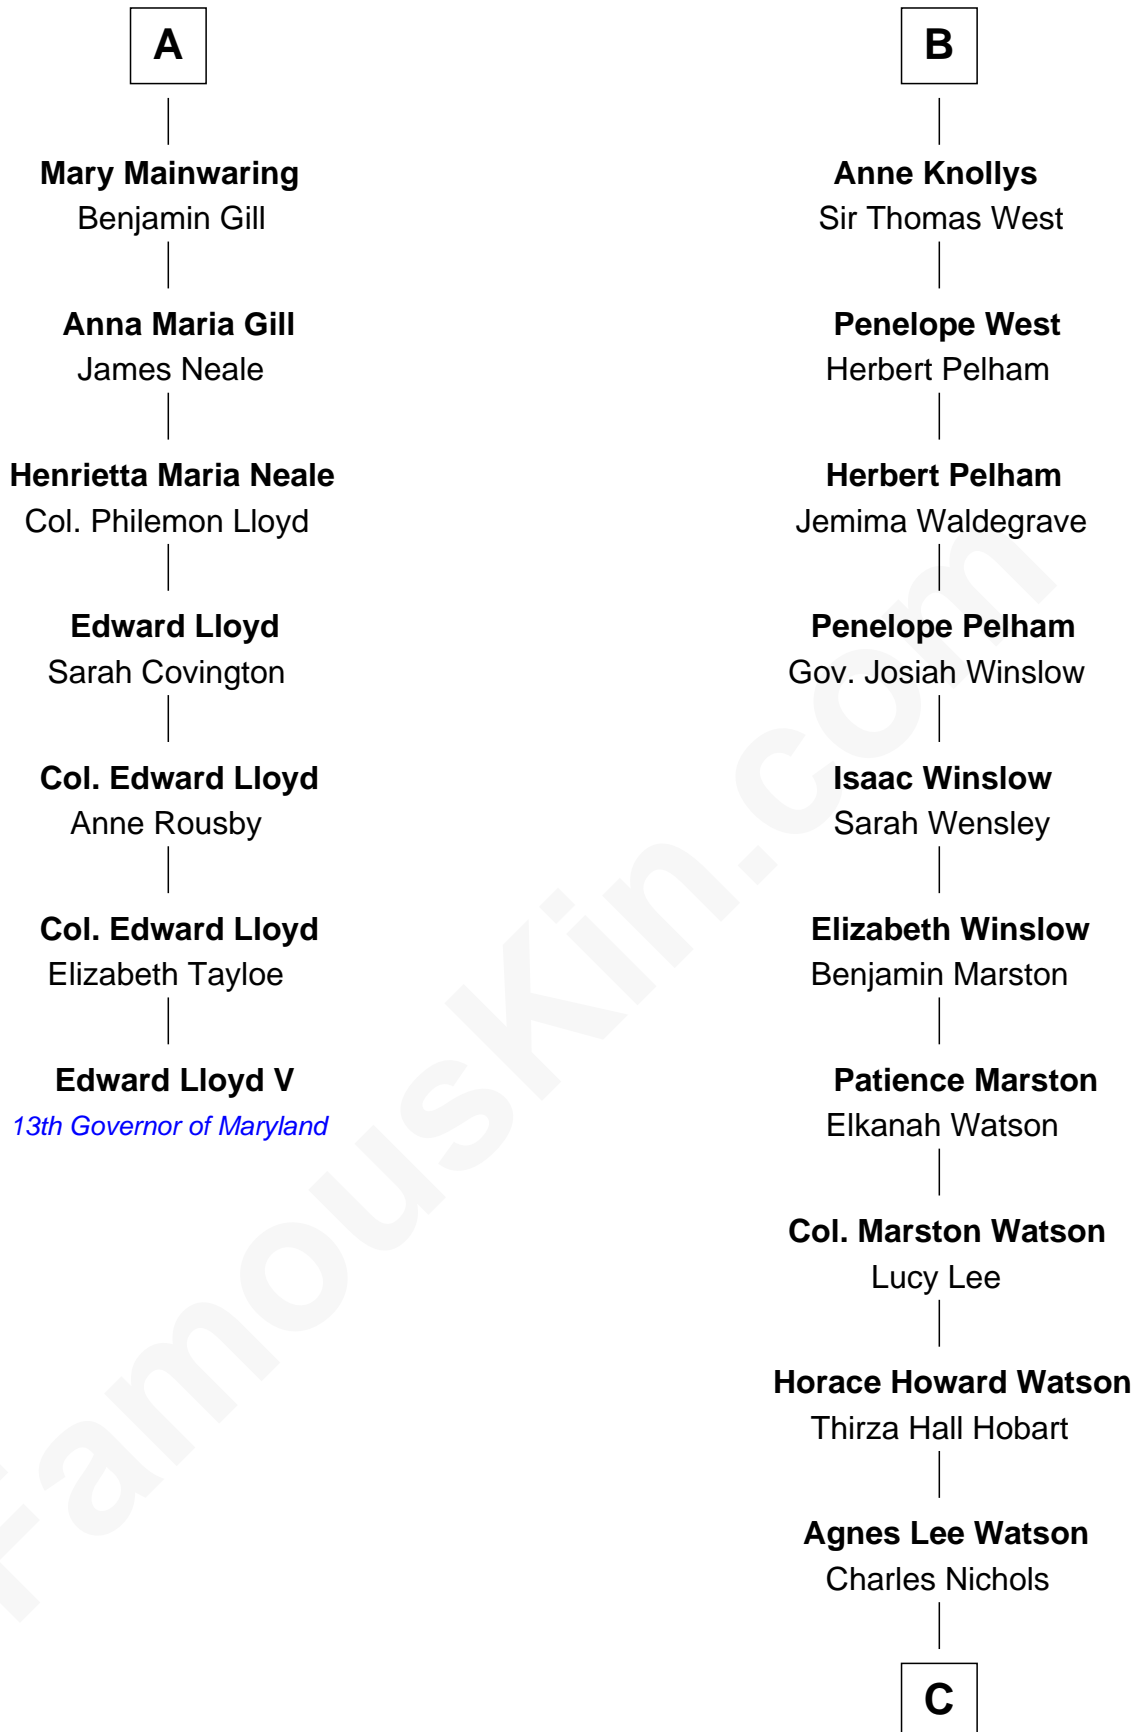 A
Mary Mainwaring
Benjamin Gill
Anna Maria Gill
James Neale
Henrietta Maria Neale
Col. Philemon Lloyd
Edward Lloyd
Sarah Covington
Col. Edward Lloyd
Anne Rousby
Col. Edward Lloyd
Elizabeth Tayloe
Edward Lloyd V
13th Governor of Maryland
B
Anne Knollys
Sir Thomas West
Penelope West
Herbert Pelham
Herbert Pelham
Jemima Waldegrave
Penelope Pelham
Gov. Josiah Winslow
Isaac Winslow
Sarah Wensley
Elizabeth Winslow
Benjamin Marston
Patience Marston
Elkanah Watson
Col. Marston Watson
Lucy Lee
Horace Howard Watson
Thirza Hall Hobart
Agnes Lee Watson
Charles Nichols
C
FamousKin.com